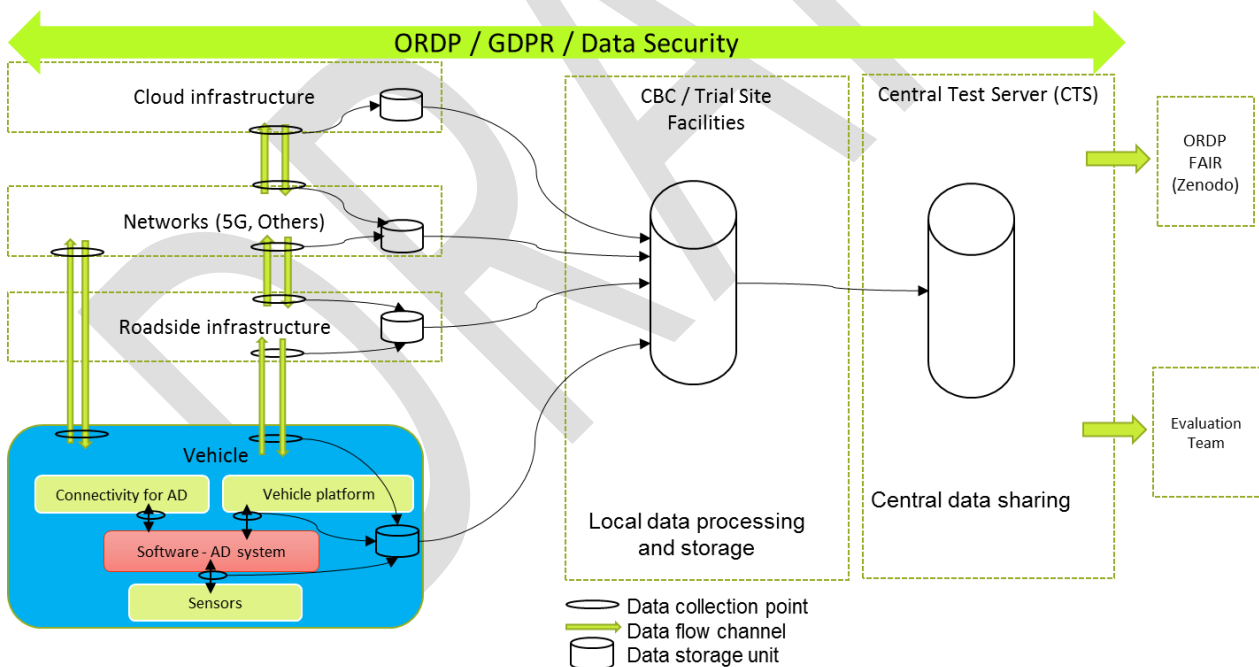 ORDP / GDPR / Data Security
Cloud infrastructure
Networks (5G, Others)
Roadside infrastructure
Vehicle
Connectivity for AD
Vehicle platform
Software - AD system
Sensors
CBC / Trial Site
Facilities
Local data processing
and storage
Central Test Server (CTS)
Central data sharing
ORDP
FAIR
(Zenodo)
Evaluation
Team
Data collection point
Data flow channel
Data storage unit
DRA